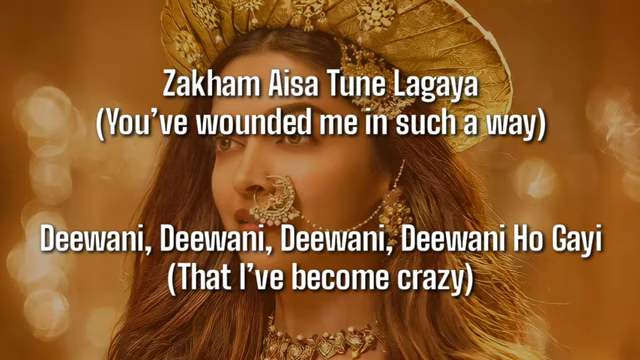 Zakham Aisa Tune Lagaya
(You've wounded me in such a way)
Deewani, Deewani, Deewani, Deewani Ho Gayi
(That I've become crazy)